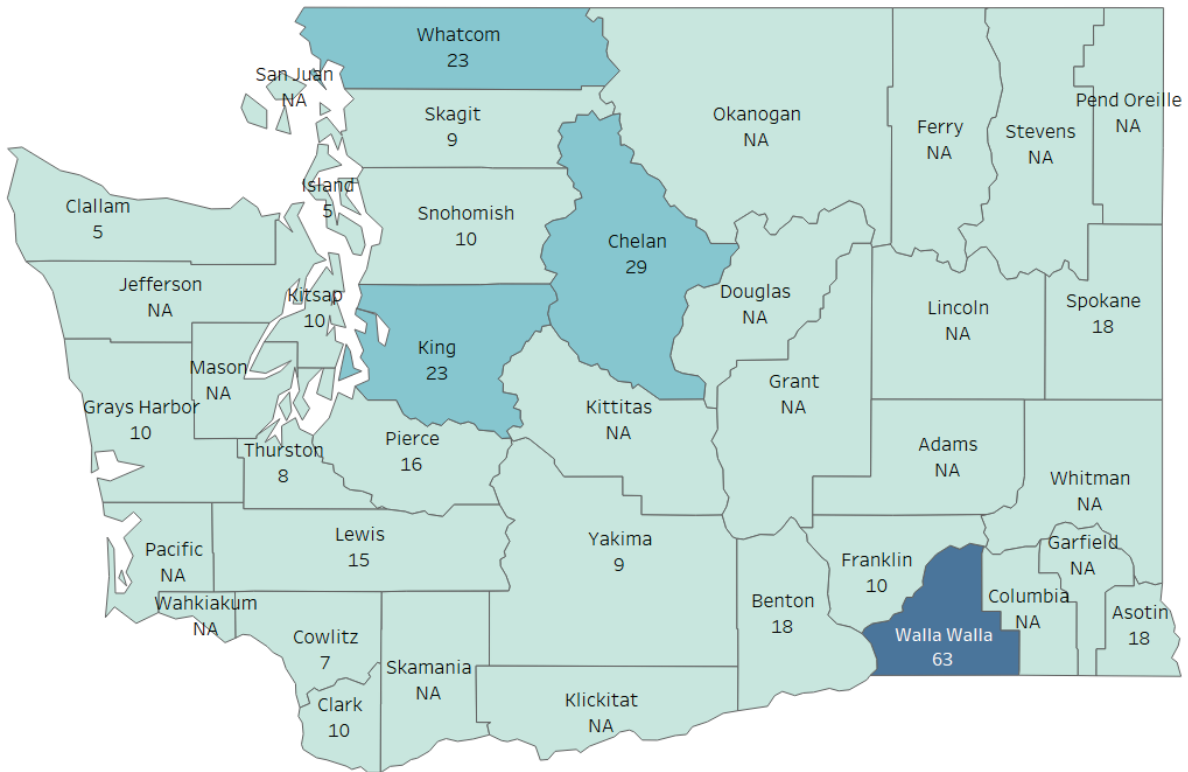 Whatcom
23
San Juan
NA
Skagit
9
Okanogan
NA
Ferry
NA
Stevens
NA
Pend Oreille
NA
Island
5
Clallam
5
Snohomish
10
Chelan
29
Jefferson
NA
Kitsap
10
Douglas
NA
Lincoln
NA
Spokane
18
King
23
Mason
NA
Grays Harbor
10
Kittitas
NA
Grant
NA
Thurston
8
Pierce
16
Adams
NA
Whitman
NA
Pacific
NA
Lewis
15
Yakima
9
Franklin
10
Garfield
NA
Wahkiakum
NA
Cowlitz
7
Benton
18
Columbia
NA
Asotin
18
Walla Walla
63
Skamania
NA
Clark
10
Klickitat
NA